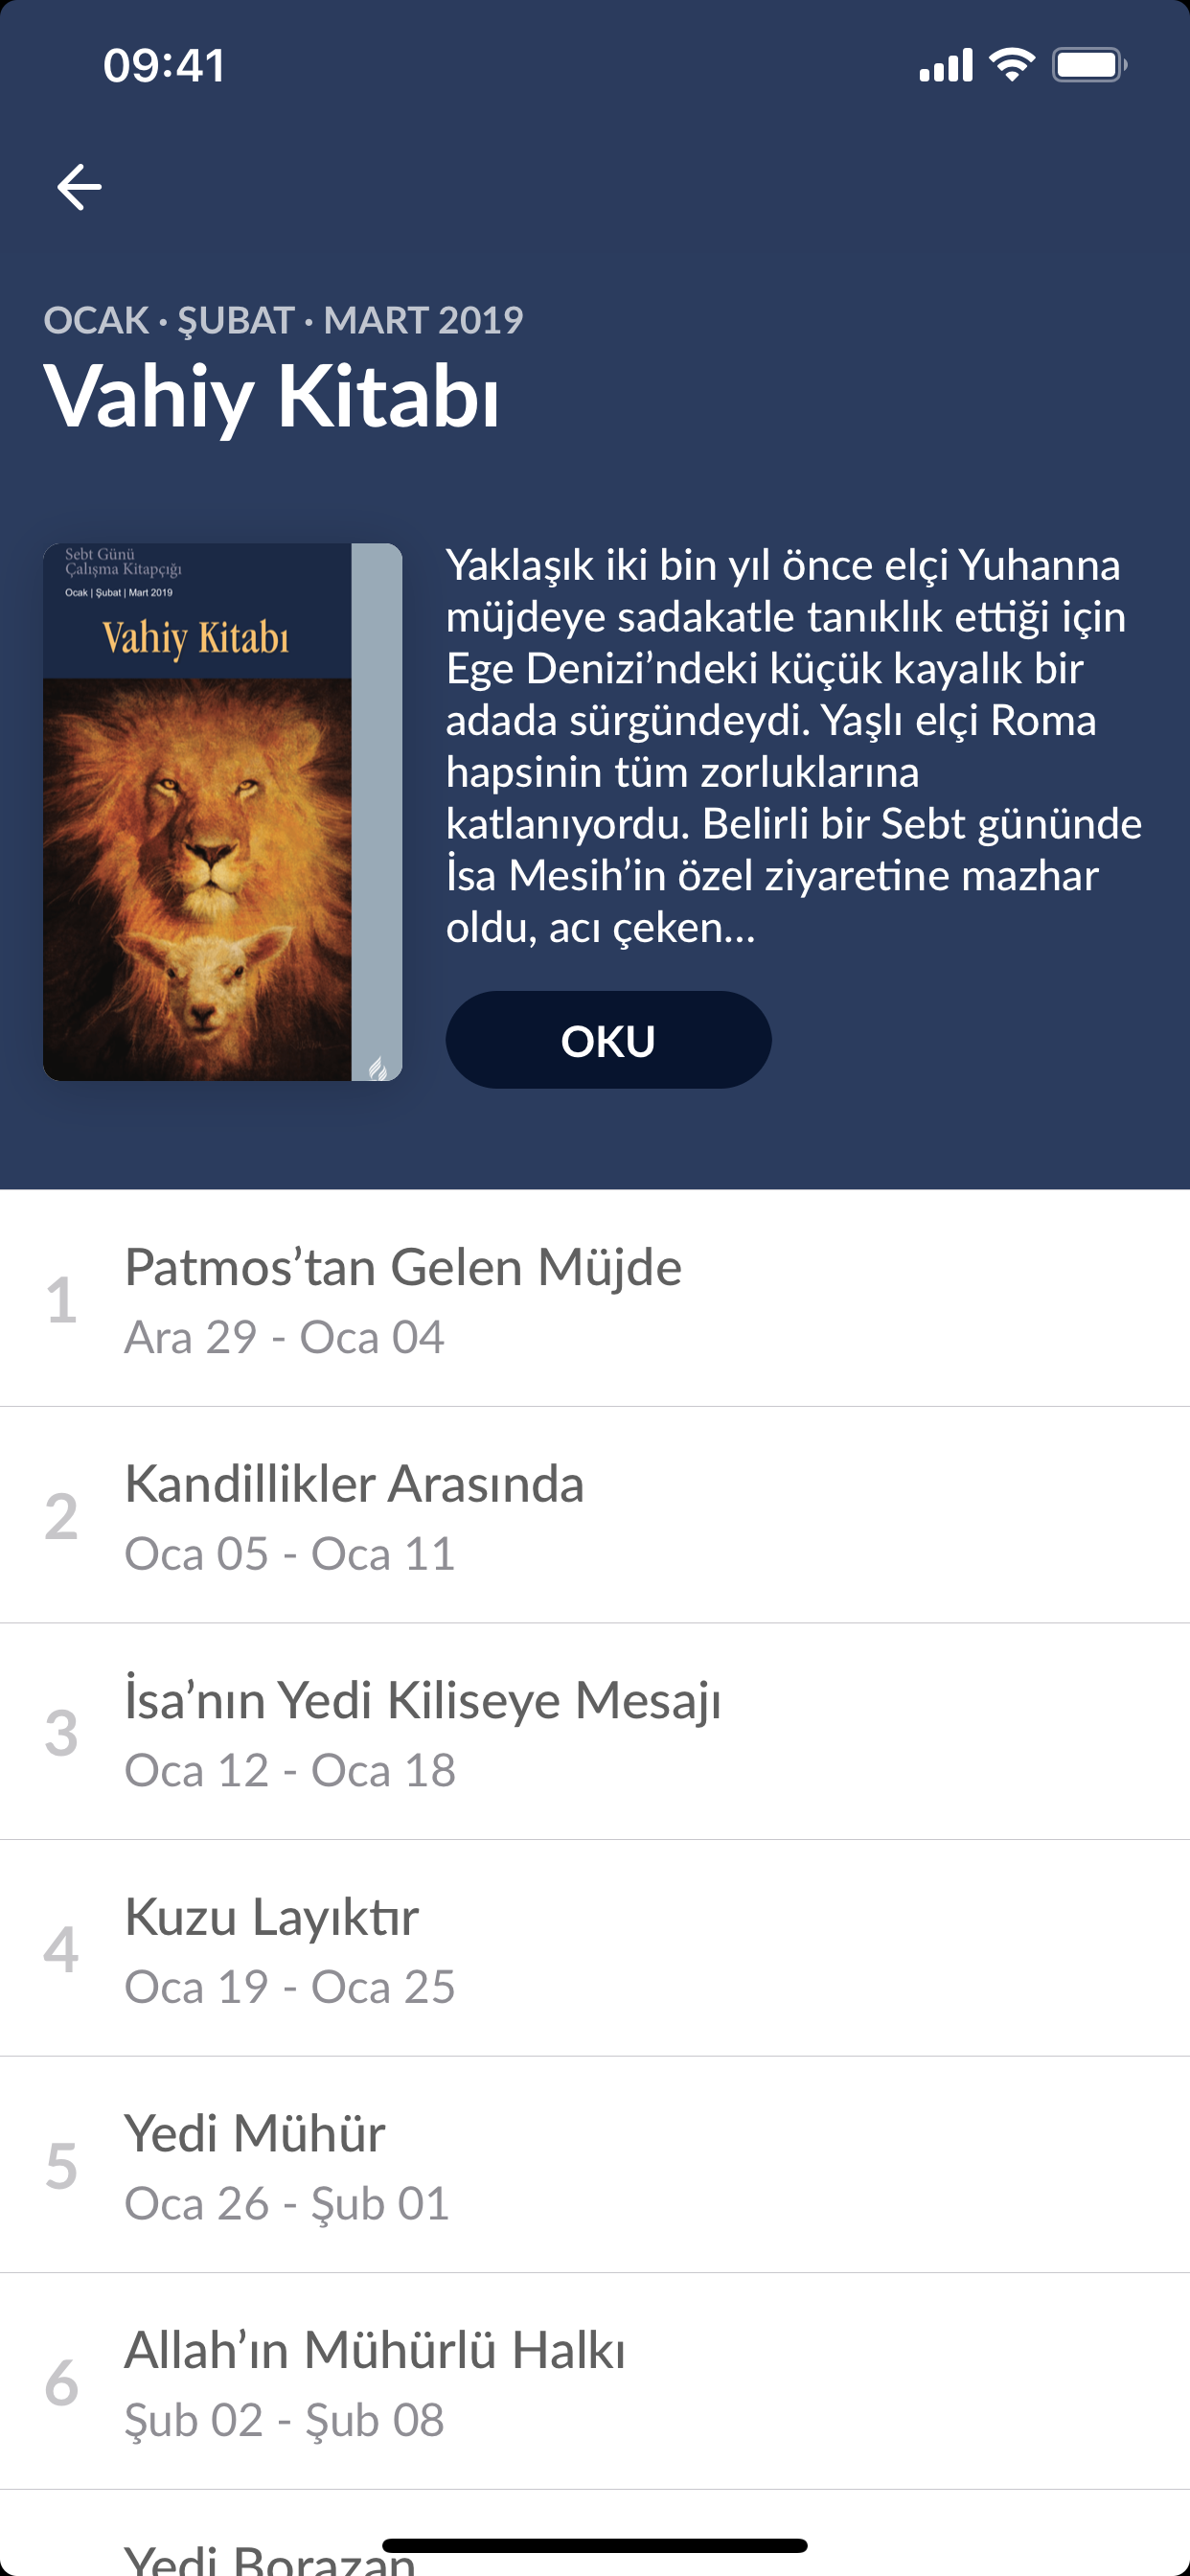 09:41
OCAK · ŞUBAT · MART 2019
Vahiy Kitabı
Sebt Günü
Çalışma Kitapçığı
Ocak | Şubat | Mart 2019
Vahiy Kitabı
Yaklaşık iki bin yıl önce elçi Yuhanna
müjdeye sadakatle tanıklık ettiği için
Ege Denizi’ndeki küçük kayalık bir
adada sürgündeydi. Yaşlı elçi Roma
hapsinin tüm zorluklarına
katlanıyordu. Belirli bir Sebt gününde
İsa Mesih’in özel ziyaretine mazhar
oldu, acı çeken...
OKU
1
Patmos’tan Gelen Müjde
Ara 29 - Oca 04
2
Kandillikler Arasında
Oca 05 - Oca 11
3
İsa’nın Yedi Kiliseye Mesajı
Oca 12 - Oca 18
4
Kuzu Layıktır
Oca 19 - Oca 25
5
Yedi Mühür
Oca 26 - Şub 01
6
Allah’ın Mühürlü Halkı
Şub 02 - Şub 08
Yedi Borazan